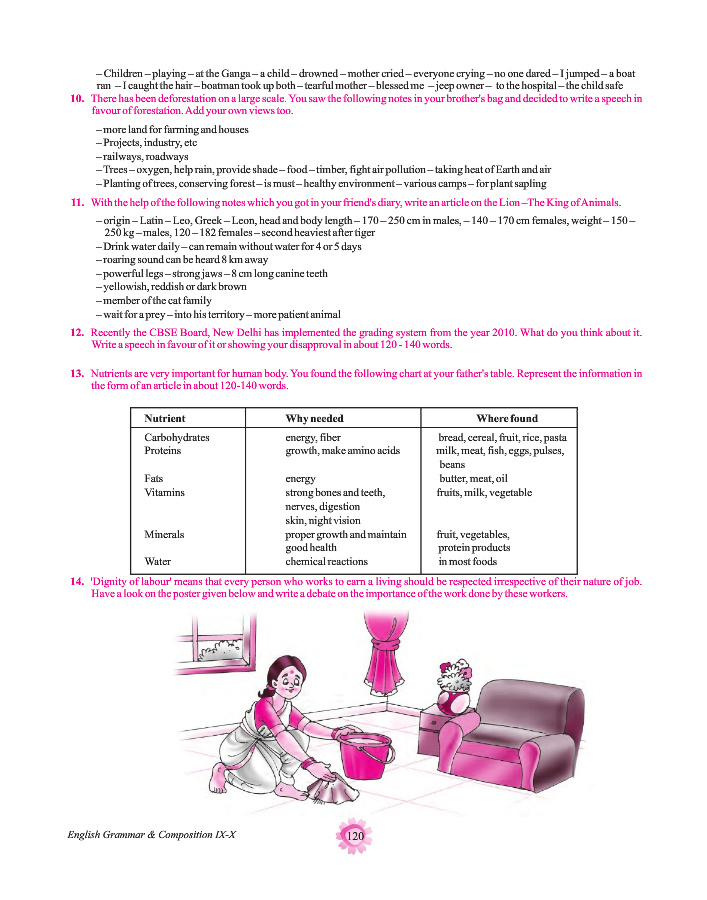 – Children – playing – at the Ganga – a child – drowned – mother cried – everyone crying – no one dared – I jumped – a boat
ran – I caught the hair – boatman took up both – tearful mother – blessed me – jeep owner – to the hospital – the child safe
10. There has been deforestation on a large scale. You saw the following notes in your brother's bag and decided to write a speech in
favour of forestation. Add your own views too.
– more land for farming and houses
– Projects, industry, etc
– railways, roadways
– Trees – oxygen, help rain, provide shade – food – timber, fight air pollution – taking heat of Earth and air
– Planting of trees, conserving forest – is must – healthy environment – various camps – for plant sapling
11. With the help of the following notes which you got in your friend's diary, write an article on the Lion –The King of Animals.
– origin – Latin – Leo, Greek – Leon, head and body length – 170 – 250 cm in males, – 140 – 170 cm females, weight – 150 –
250 kg – males, 120 – 182 females – second heaviest after tiger
– Drink water daily – can remain without water for 4 or 5 days
– roaring sound can be heard 8 km away
– powerful legs – strong jaws – 8 cm long canine teeth
– yellowish, reddish or dark brown
– member of the cat family
– wait for a prey – into his territory – more patient animal
12. Recently the CBSE Board, New Delhi has implemented the grading system from the year 2010. What do you think about it.
Write a speech in favour of it or showing your disapproval in about 120 - 140 words.
13. Nutrients are very important for human body. You found the following chart at your father's table. Represent the information in
the form of an article in about 120-140 words.
Nutrient Why needed Where found
Carbohydrates energy, fiber bread, cereal, fruit, rice, pasta
Proteins growth, make amino acids milk, meat, fish, eggs, pulses,
beans
Fats energy butter, meat, oil
Vitamins strong bones and teeth, fruits, milk, vegetable
nerves, digestion
skin, night vision
Minerals proper growth and maintain fruit, vegetables,
good health protein products
Water chemical reactions in most foods
14. 'Dignity of labour' means that every person who works to earn a living should be respected irrespective of their nature of job.
Have a look on the poster given below and write a debate on the importance of the work done by these workers.
English Grammar & Composition IX-X
120